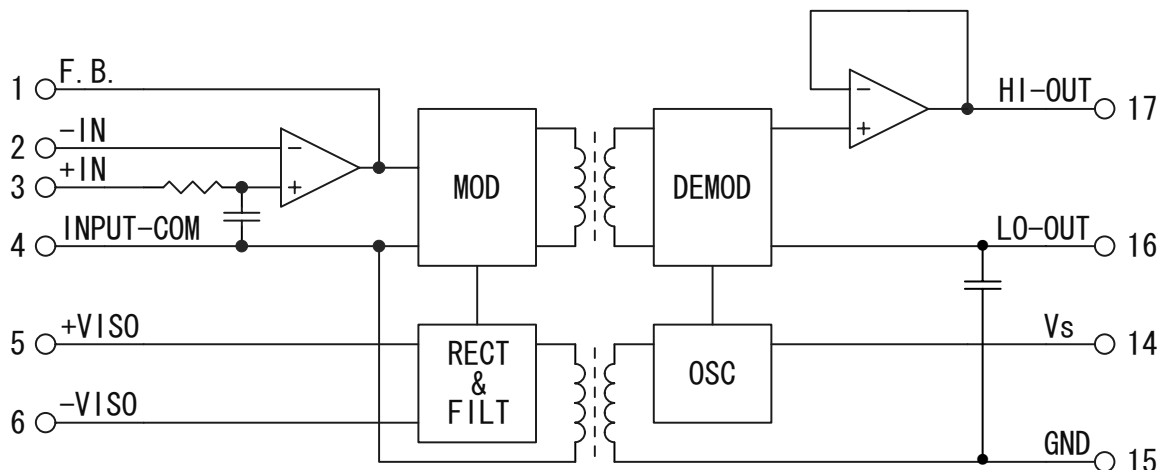 1 F.B.
2 -IN
3 +IN
4 INPUT-COM
5 +VISO
6 -VISO
-
+
MOD
DEMOD
-
+
RECT
&
FILT
OSC
HI-OUT 17
LO-OUT 16
Vs 14
GND 15